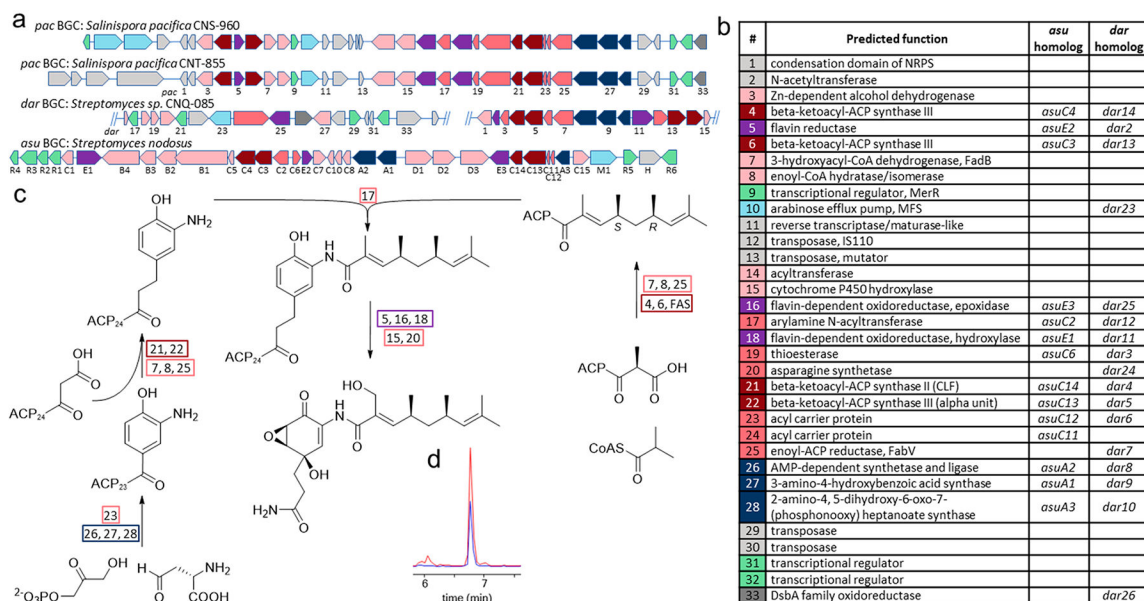 a
pac BGC: Salinispora pacifica CNS-960
pac BGC: Salinispora pacifica CNT-855
pac 1 3 5 7 9 11 13 15 17 19 21 23 25 27 29 31 33
dar BGC: Streptomyces sp. CNQ-085
dar 17 19 21 23 25 27 29 31 33 1 3 5 7 9 11 13 15
asu BGC: Streptomyces nodosus
R4 R3 R2 R1 C1 E1 B4 B3 B2 B1 C5 C4 C3 C2 C6 E2 C7 C10 C8 A2 A1 D1 D2 D3 E3 C14 C13 C11 A3 C15 M1 R5 H R6
C12
b
# Predicted function asu homolog dar homolog
1 condensation domain of NRPS
2 N-acetyltransferase
3 Zn-dependent alcohol dehydrogenase
4 beta-ketoacyl-ACP synthase III asuC4 dar14
5 flavin reductase asuE2 dar2
6 beta-ketoacyl-ACP synthase III asuC3 dar13
7 3-hydroxyacyl-CoA dehydrogenase, FadB
8 enoyl-CoA hydratase/isomerase
9 transcriptional regulator, MerR
10 arabinose efflux pump, MFS dar23
11 reverse transcriptase/maturase-like
12 transposase, IS110
13 transposase, mutator
14 acyltransferase
15 cytochrome P450 hydroxylase
16 flavin-dependent oxidoreductase, epoxidase asuE3 dar25
17 arylamine N-acyltransferase asuC2 dar12
18 flavin-dependent oxidoreductase, hydroxylase asuE1 dar11
19 thioesterase asuC6 dar3
20 asparagine synthetase dar24
21 beta-ketoacyl-ACP synthase II (CLF) asuC14 dar4
22 beta-ketoacyl-ACP synthase III (alpha unit) asuC13 dar5
23 acyl carrier protein asuC12 dar6
24 acyl carrier protein asuC11
25 enoyl-ACP reductase, FabV dar7
26 AMP-dependent synthetase and ligase asuA2 dar8
27 3-amino-4-hydroxybenzoic acid synthase asuA1 dar9
28 2-amino-4, 5-dihydroxy-6-oxo-7-(phosphonooxy) heptanoate synthase asuA3 dar10
29 transposase
30 transposase
31 transcriptional regulator
32 transcriptional regulator
33 DsbA family oxidoreductase dar26
c
OH
NH2
ACP24 O
17
OH
H
N
O
ACP24 O
ACP
O
S R
7, 8, 25
4, 6, FAS
5, 16, 18
15, 20
21, 22
7, 8, 25
OH
O
ACP24 O
OH
NH2
ACP23 O
ACP OH
O O
CoAS
O
O
O
H
N
OH
O
OH
H2N O
23
26, 27, 28
O
OH
2-O3PO
O
NH2
COOH
d
6 7
time (min)